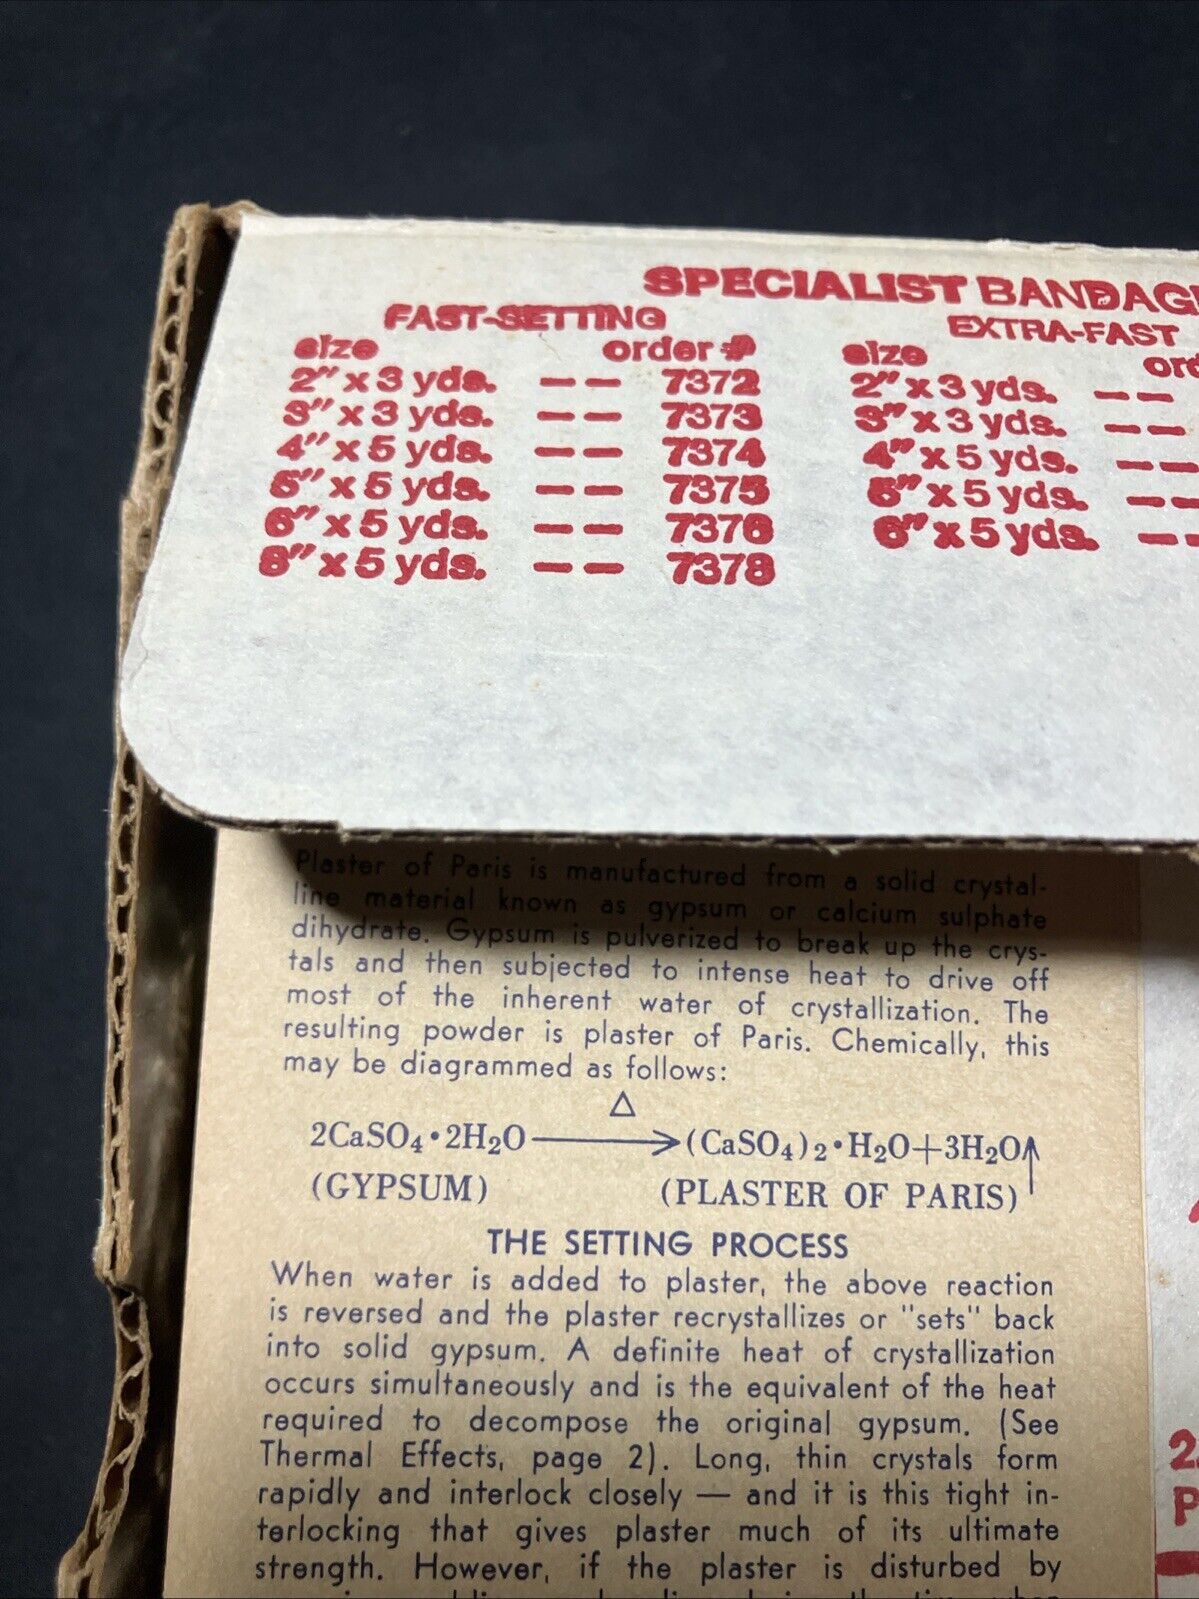 SPECIALIST BANDAG
FAST-SETTING
size order #
2" x 3 yds. -- 7372
3" x 3 yds. -- 7373
4" x 5 yds. -- 7374
5" x 5 yds. -- 7375
6" x 5 yds. -- 7376
8" x 5 yds. -- 7378
EXTRA-FAST
size ord
2" x 3 yds. --
3" x 3 yds. --
4" x 5 yds. --
5" x 5 yds. --
6" x 5 yds. --
Plaster of Paris is manufactured from a solid crystal-
line material known as gypsum or calcium sulphate
dihydrate. Gypsum is pulverized to break up the crys-
tals and then subjected to intense heat to drive off
most of the inherent water of crystallization. The
resulting powder is plaster of Paris. Chemically, this
may be diagrammed as follows:
Δ
2CaSO₄•2H₂O ⟶ (CaSO₄)₂•H₂O+3H₂O↑
(GYPSUM) (PLASTER OF PARIS)
THE SETTING PROCESS
When water is added to plaster, the above reaction
is reversed and the plaster recrystallizes or "sets" back
into solid gypsum. A definite heat of crystallization
occurs simultaneously and is the equivalent of the heat
required to decompose the original gypsum. (See
Thermal Effects, page 2). Long, thin crystals form
rapidly and interlock closely — and it is this tight in-
terlocking that gives plaster much of its ultimate
strength. However, if the plaster is disturbed by
2
P